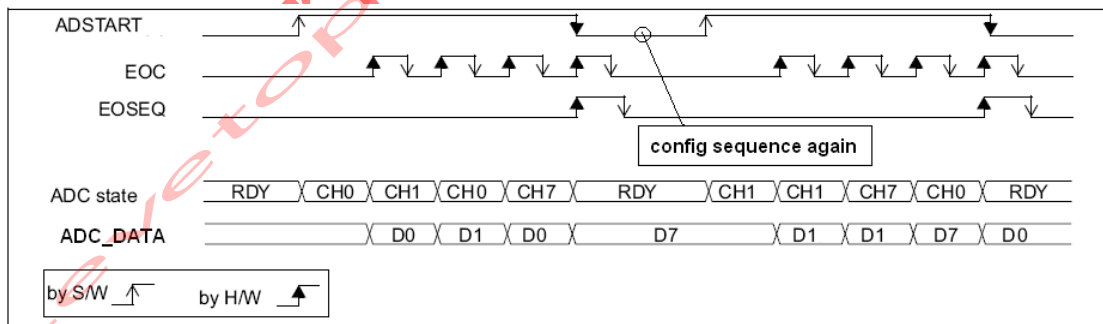 ADSTART
EOC
EOSEQ
config sequence again
ADC state RDY CH0 CH1 CH0 CH7 RDY CH1 CH1 CH7 CH0 RDY
ADC_DATA D0 D1 D0 D7 D1 D1 D7 D0
by S/W by H/W